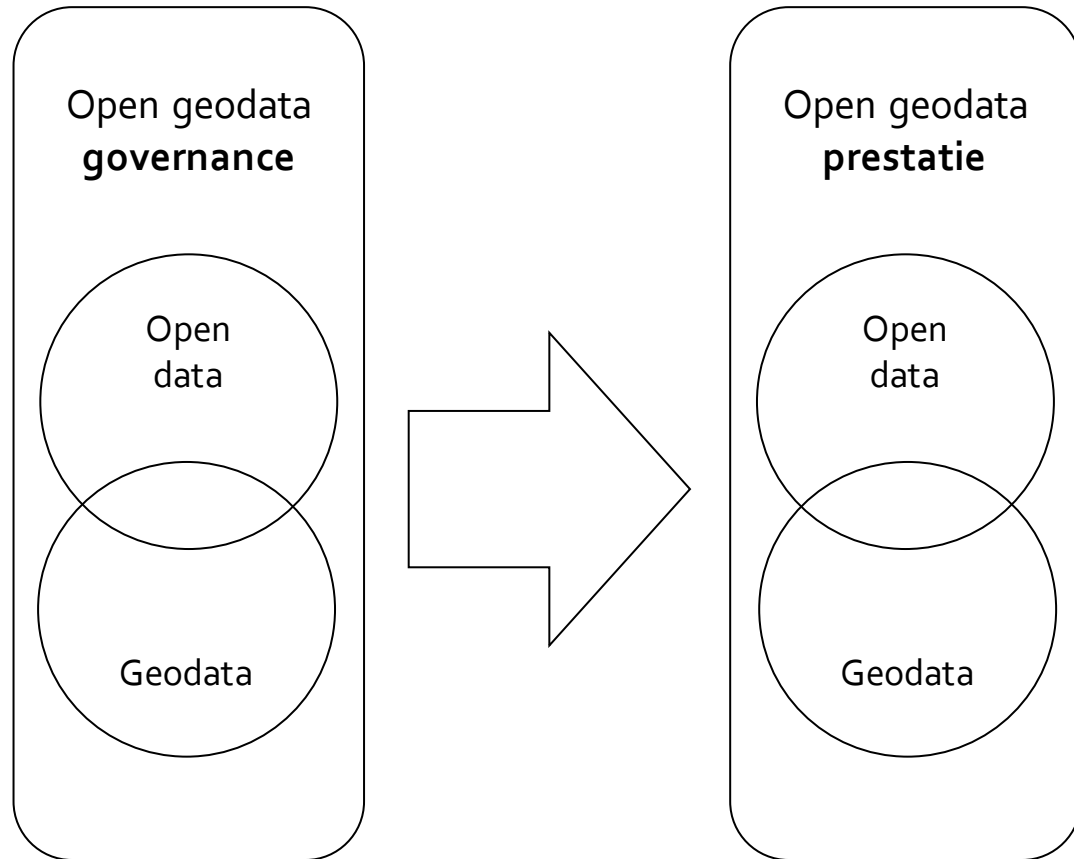 Open geodata
governance
Open
data
Geodata
Open geodata
prestatie
Open
data
Geodata